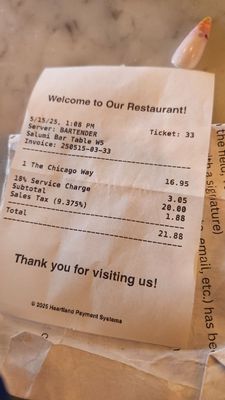 Welcome to Our Restaurant!
5/15/25, 1:08 PM
Server: BARTENDER Ticket: 33
Salumi Bar Table W5
Invoice: 250515-03-33
1 The Chicago Way 16.95
18% Service Charge 3.05
Subtotal 20.00
Sales Tax (9.375%) 1.88
Total 21.88
Thank you for visiting us!
© 2025 Heartland Payment Systems
the field, r
with a signature)
email, etc.) has be